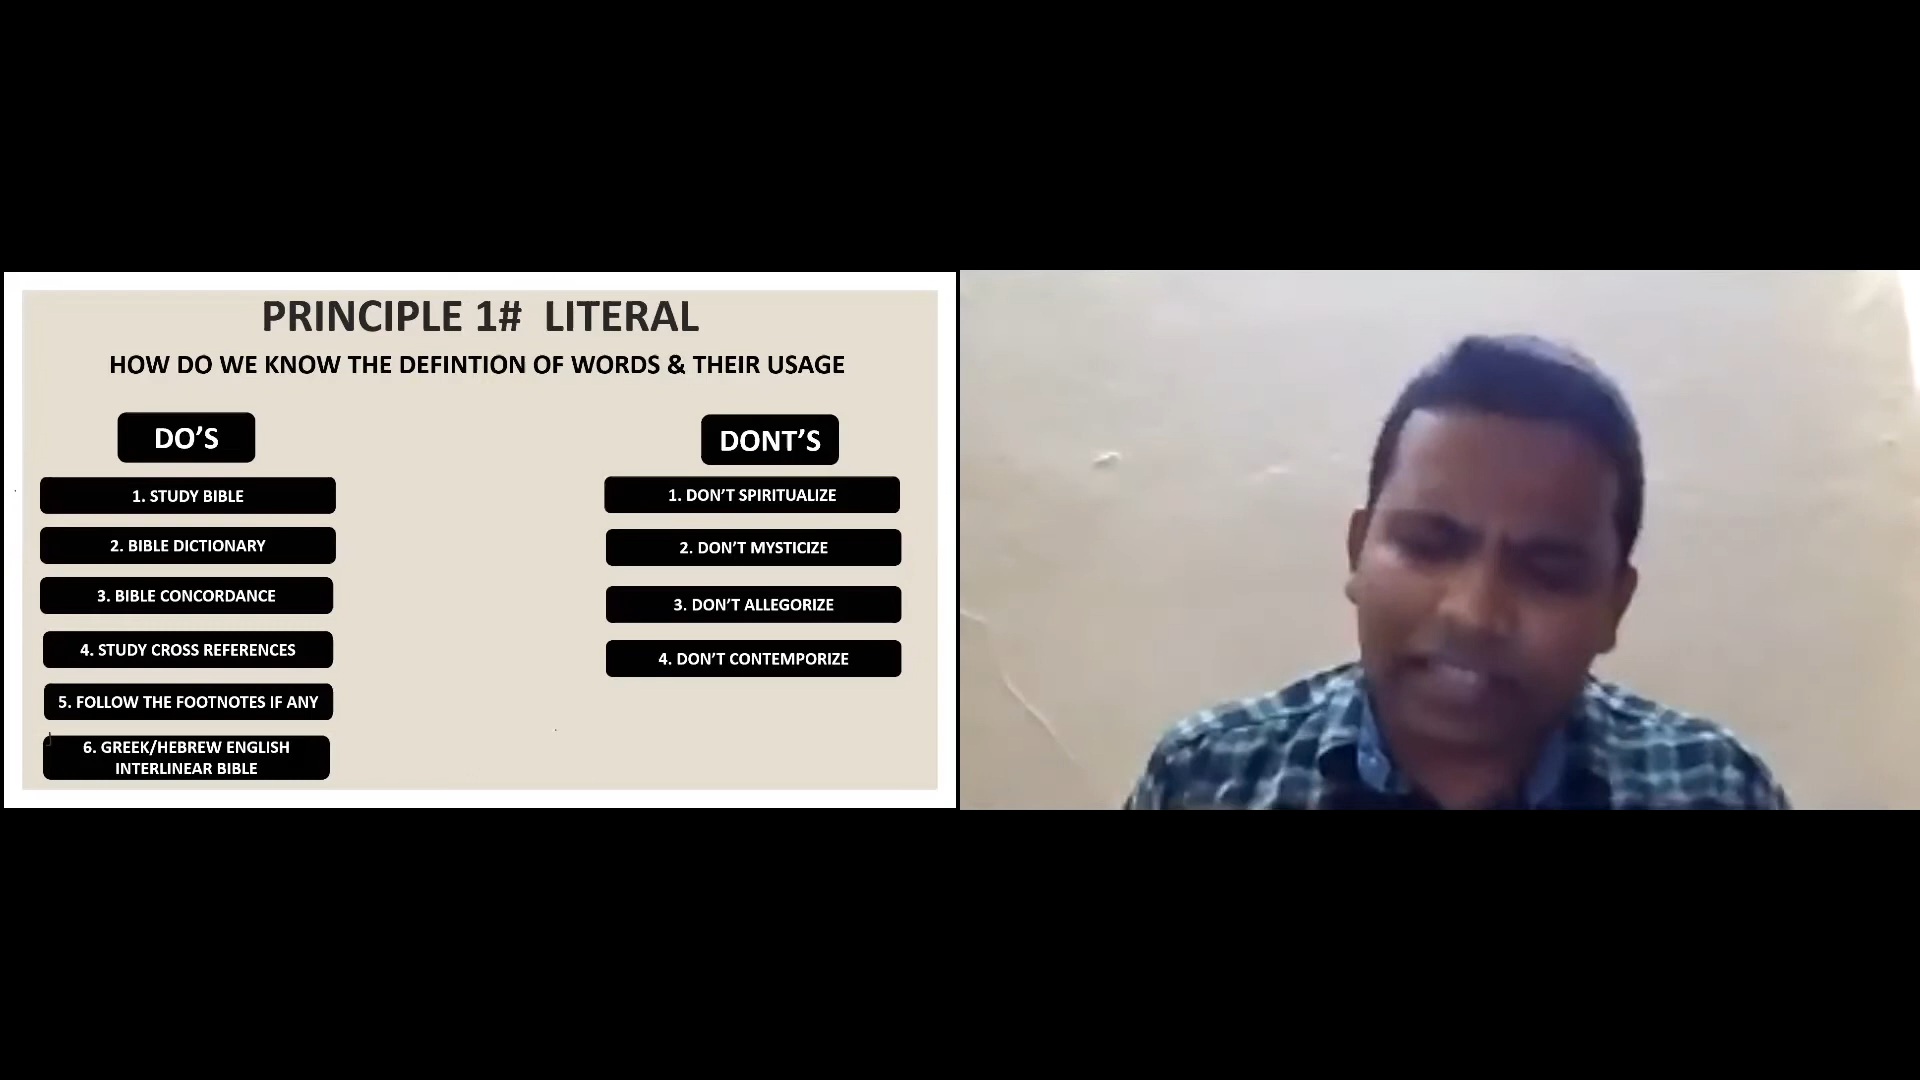 PRINCIPLE 1# LITERAL
HOW DO WE KNOW THE DEFINTION OF WORDS & THEIR USAGE
DO’S
1. STUDY BIBLE
2. BIBLE DICTIONARY
3. BIBLE CONCORDANCE
4. STUDY CROSS REFERENCES
5. FOLLOW THE FOOTNOTES IF ANY
6. GREEK/HEBREW ENGLISH
INTERLINEAR BIBLE
DONT’S
1. DON’T SPIRITUALIZE
2. DON’T MYSTICIZE
3. DON’T ALLEGORIZE
4. DON’T CONTEMPORIZE